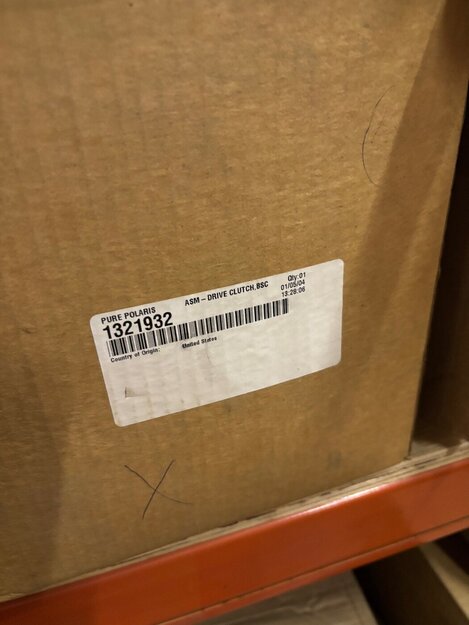 PURE POLARIS
ASM - DRIVE CLUTCH,BSC
Qty:01
1321932
01/05/04
13:28:06
Country of Origin: United States
X